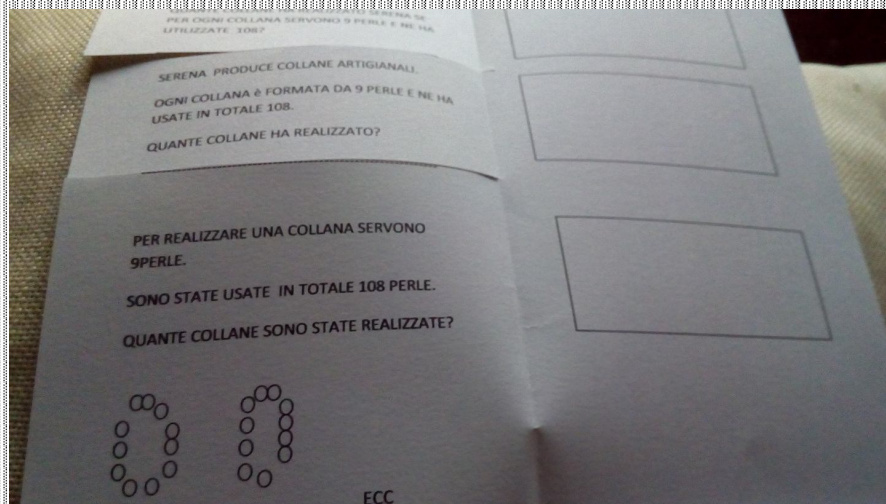 PER OGNI COLLANA SERVONO 9 PERLE E NE HA
UTILIZZATE 108?
SERENA PRODUCE COLLANE ARTIGIANALI.
OGNI COLLANA è FORMATA DA 9 PERLE E NE HA
USATE IN TOTALE 108.
QUANTE COLLANE HA REALIZZATO?
PER REALIZZARE UNA COLLANA SERVONO
9PERLE.
SONO STATE USATE IN TOTALE 108 PERLE.
QUANTE COLLANE SONO STATE REALIZZATE?
ECC